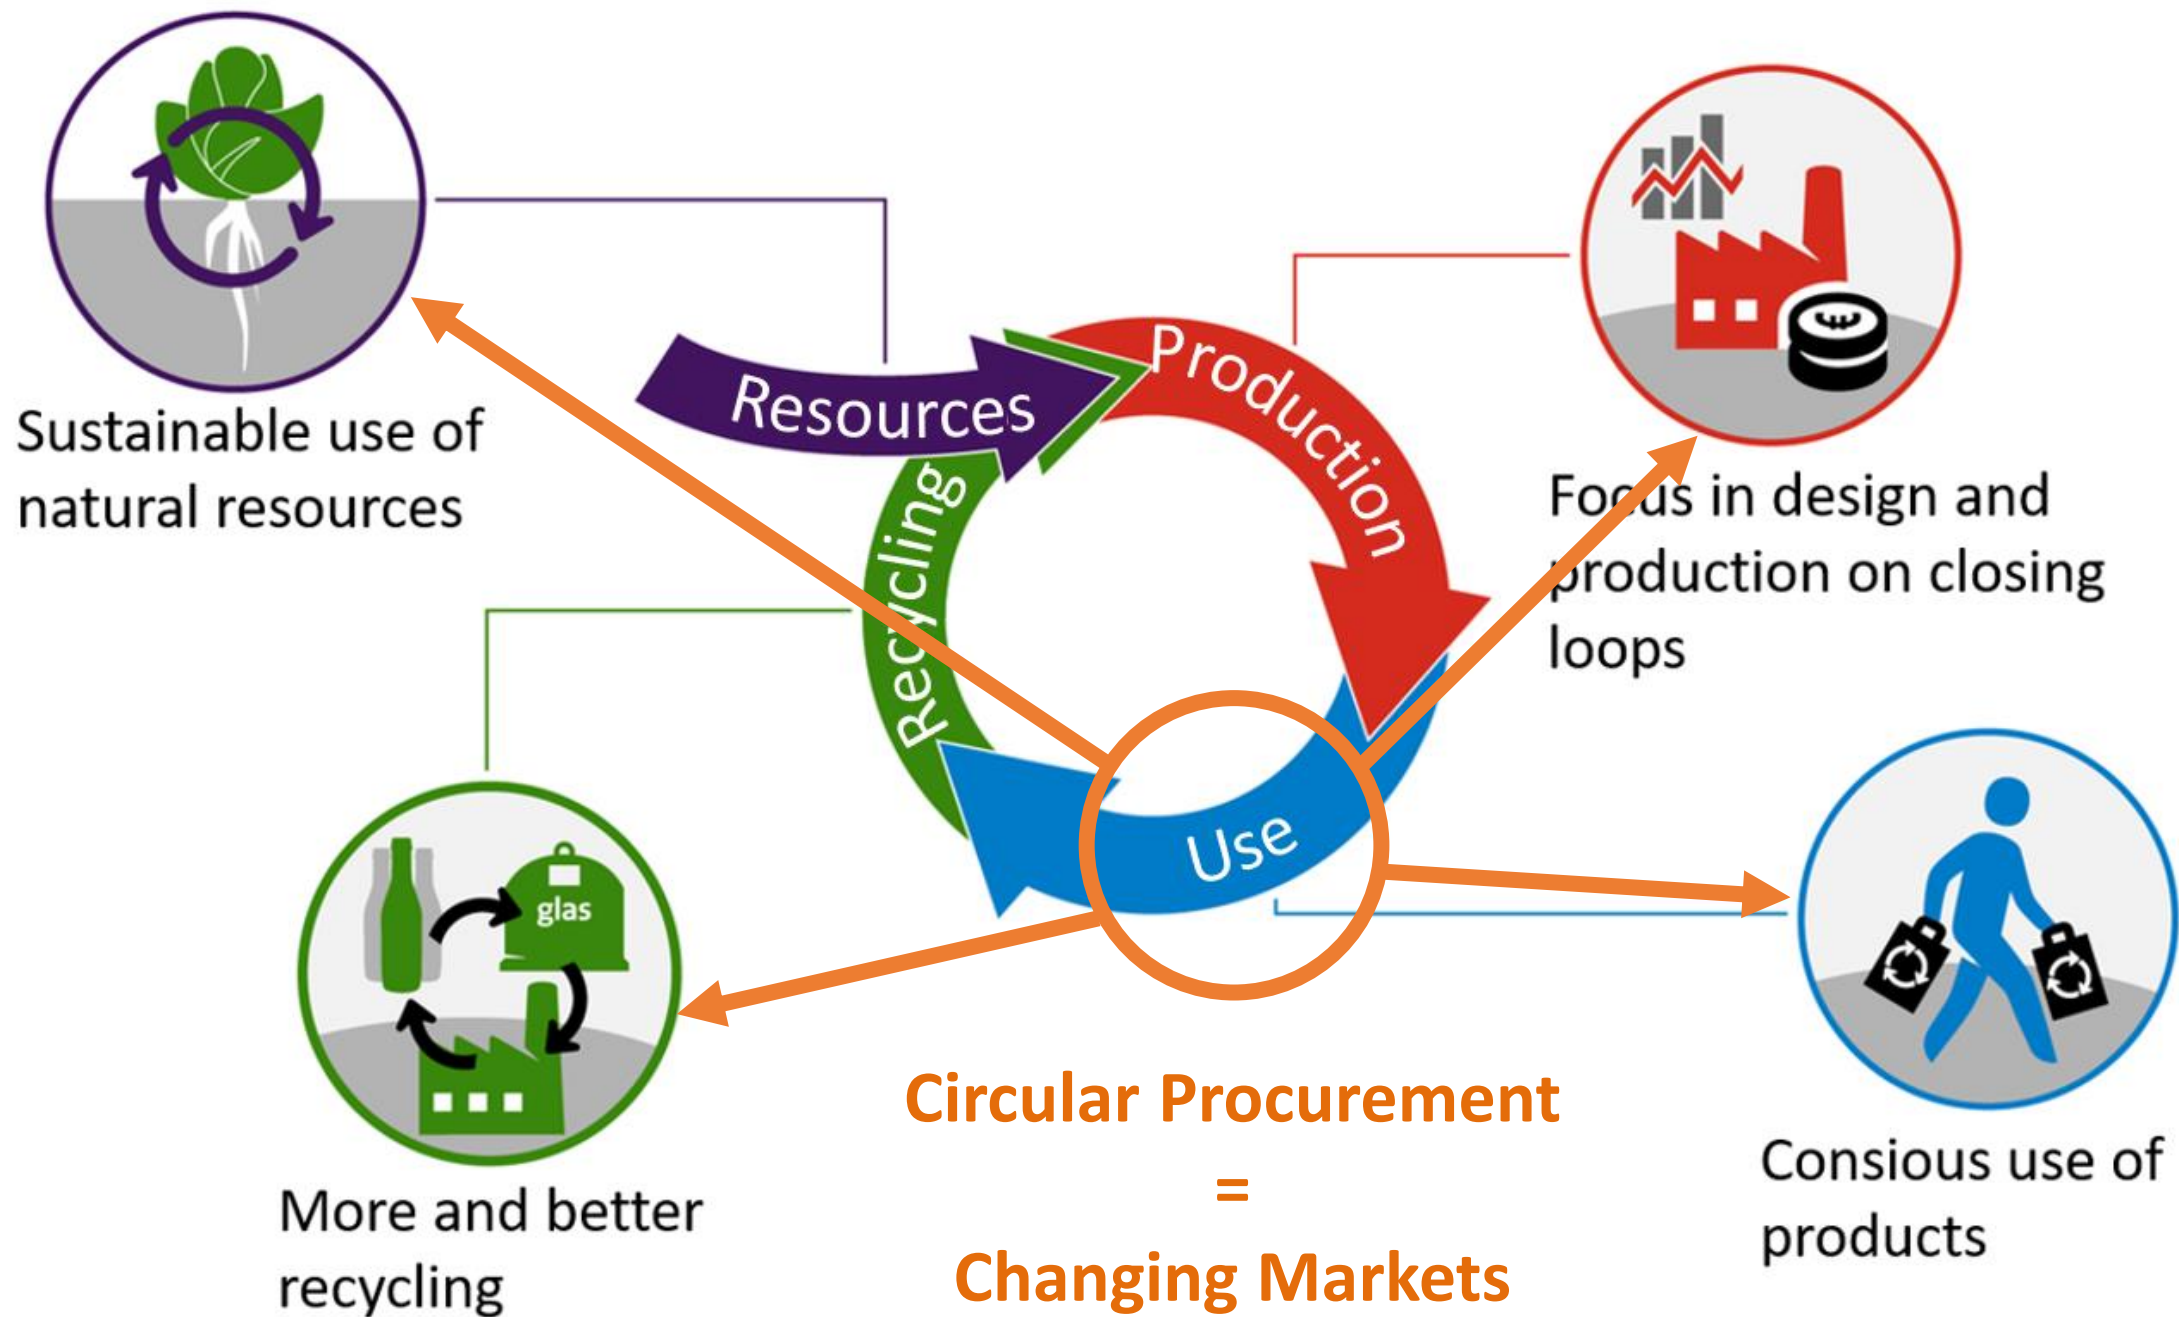 Sustainable use of
natural resources
Resources
Production
Focus in design and
production on closing
loops
Recycling
Use
glas
More and better
recycling
Circular Procurement
=
Changing Markets
Consious use of
products